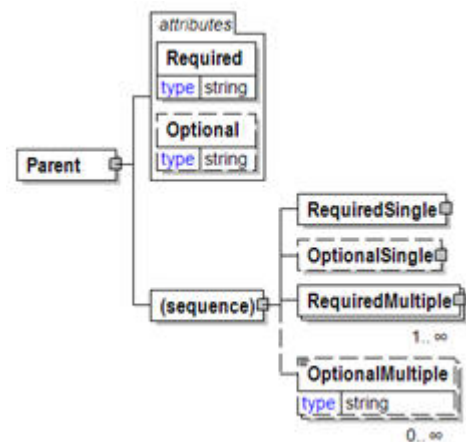 attributes
Required
type string
Optional
type string
Parent
RequiredSingle
OptionalSingle
(sequence)
RequiredMultiple
1.. ∞
OptionalMultiple
type string
0.. ∞